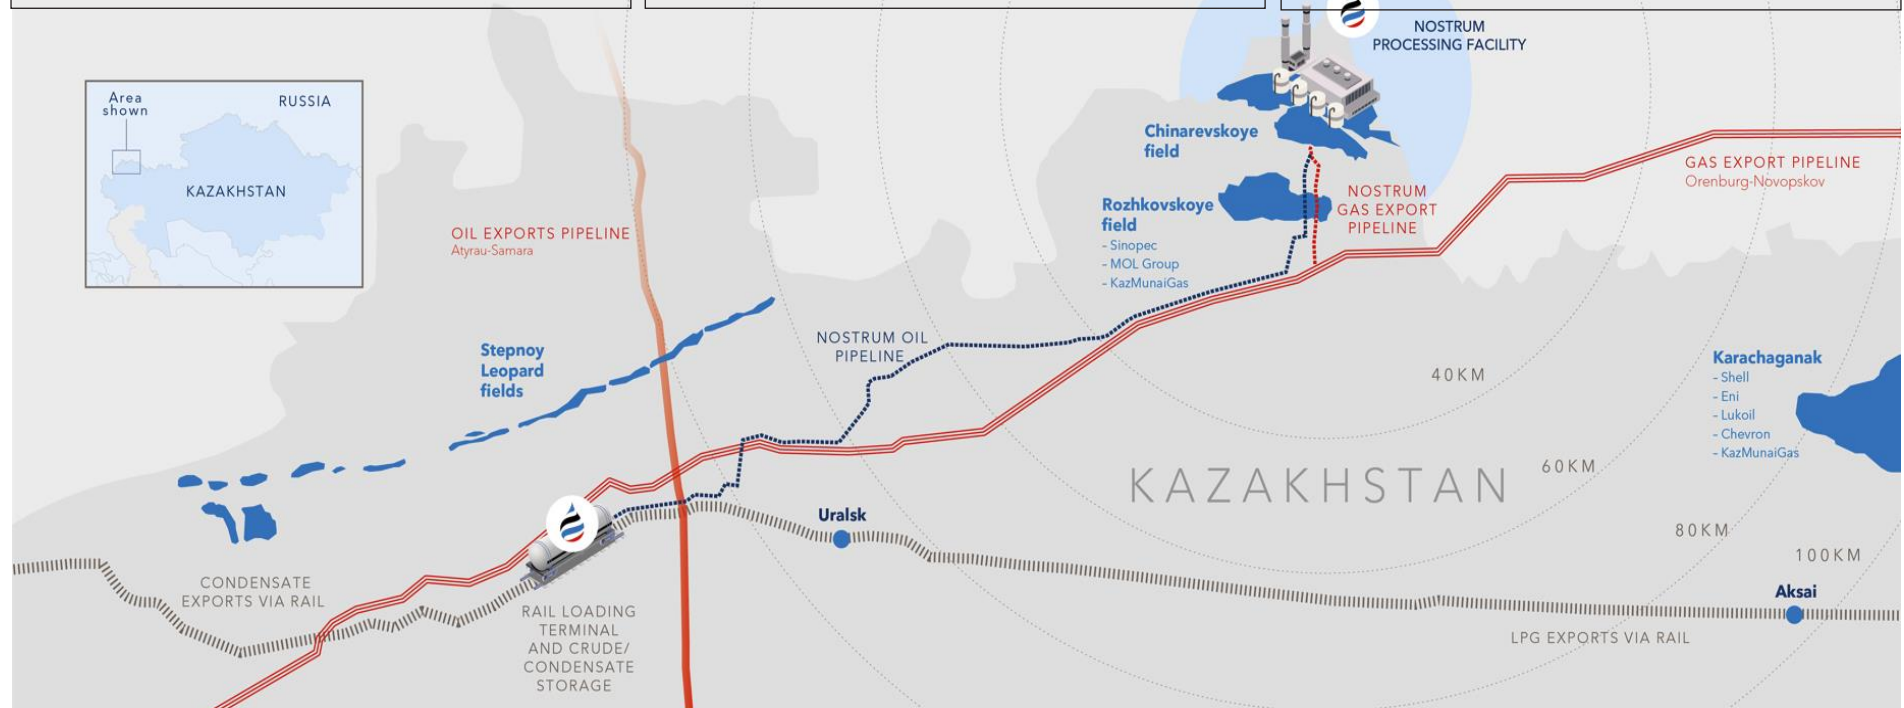 Area
shown
RUSSIA
KAZAKHSTAN
OIL EXPORTS PIPELINE
Atyrau-Samara
NOSTRUM
PROCESSING FACILITY
Chinarevskoye
field
Rozhkovskoye
field
- Sinopec
- MOL Group
- KazMunaiGas
NOSTRUM
GAS EXPORT
PIPELINE
GAS EXPORT PIPELINE
Orenburg-Novopskov
Stepnoy
Leopard
fields
NOSTRUM OIL
PIPELINE
40KM
60KM
80KM
100KM
Karachaganak
- Shell
- Eni
- Lukoil
- Chevron
- KazMunaiGas
KAZAKHSTAN
Uralsk
Aksai
CONDENSATE
EXPORTS VIA RAIL
RAIL LOADING
TERMINAL
AND CRUDE/
CONDENSATE
STORAGE
LPG EXPORTS VIA RAIL